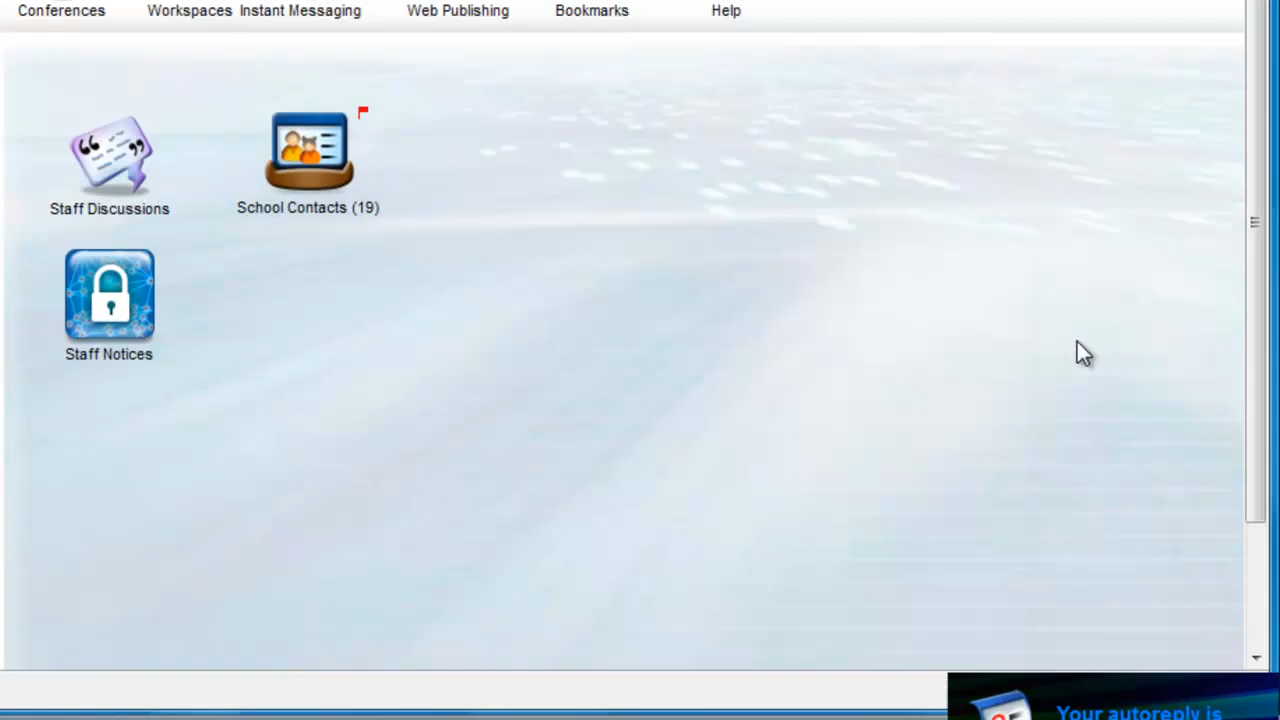 Conferences Workspaces Instant Messaging Web Publishing Bookmarks Help
Staff Discussions School Contacts (19)
Staff Notices
Your autoreply is